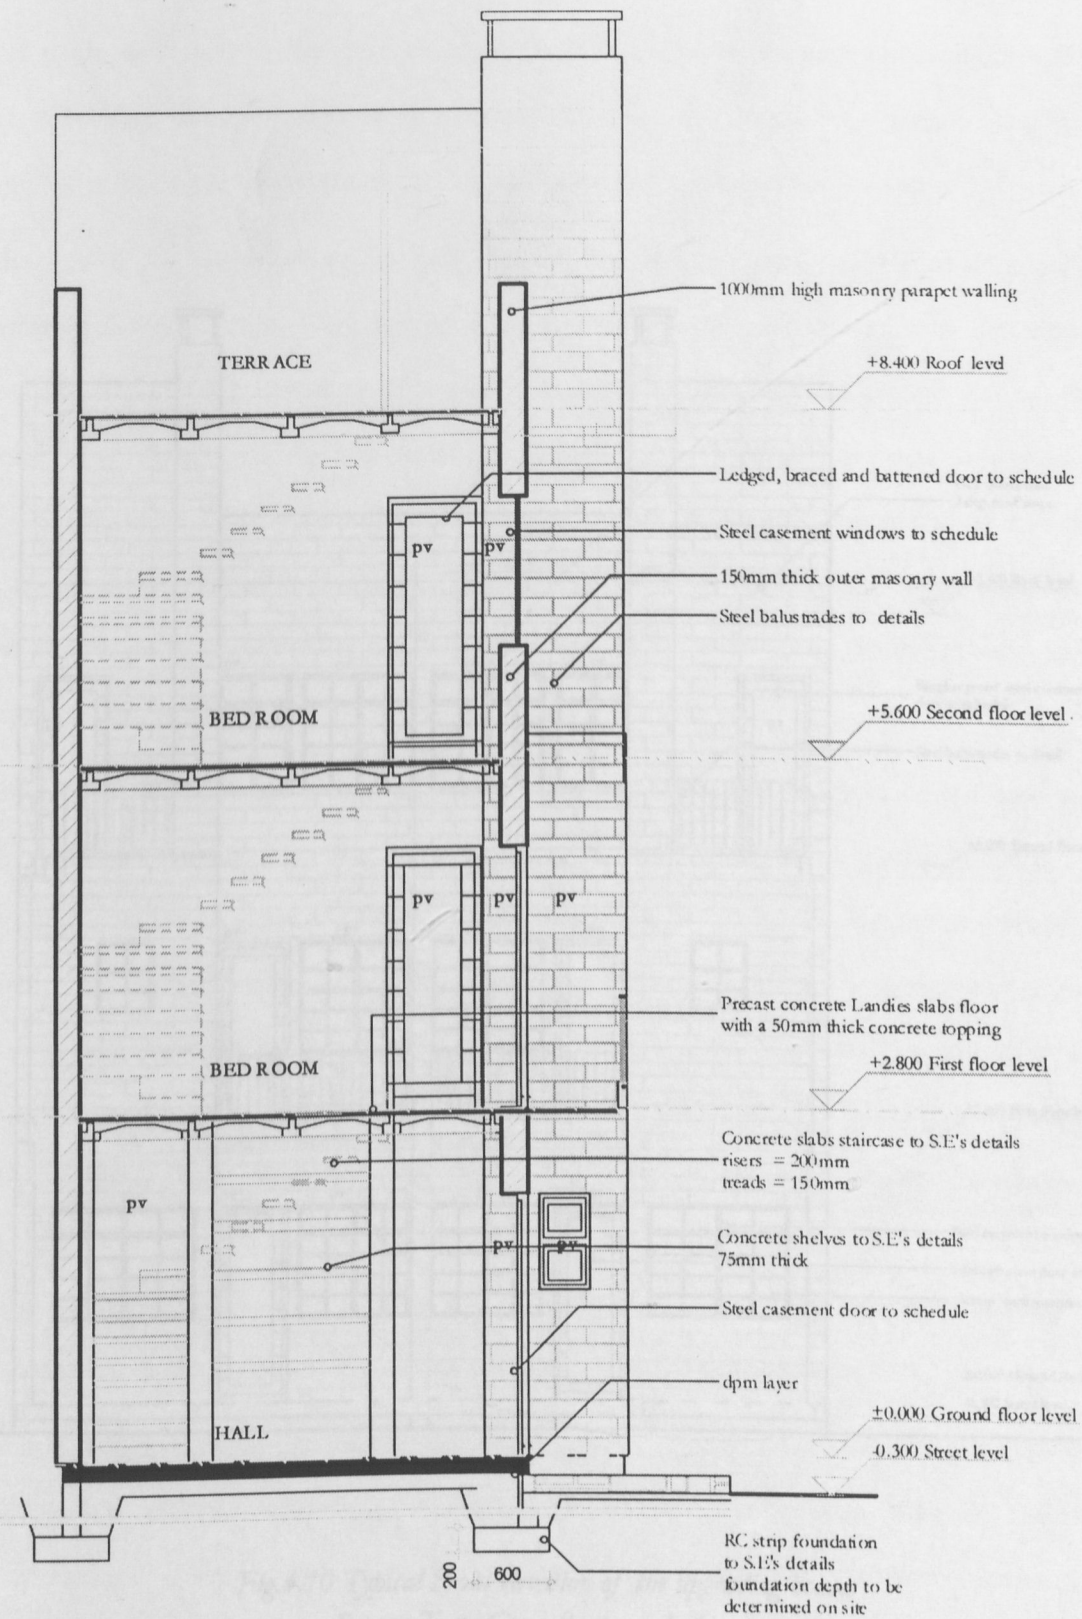 1000mm high masonry parapet walling
TERRACE
+8.400 Roof level
Ledged, braced and battened door to schedule
Steel casement windows to schedule
pv
pv
150mm thick outer masonry wall
Steel balustrades to details
BED ROOM
+5.600 Second floor level
pv
pv
pv
Precast concrete Landies slabs floor
with a 50mm thick concrete topping
BED ROOM
+2.800 First floor level
Concrete slabs staircase to S.E's details
risers = 200mm
treads = 150mm
pv
pv
pv
Concrete shelves to S.E's details
75mm thick
Steel casement door to schedule
dpm layer
±0.000 Ground floor level
HALL
-0.300 Street level
RC strip foundation
to S.E's details
foundation depth to be
determined on site
200
600